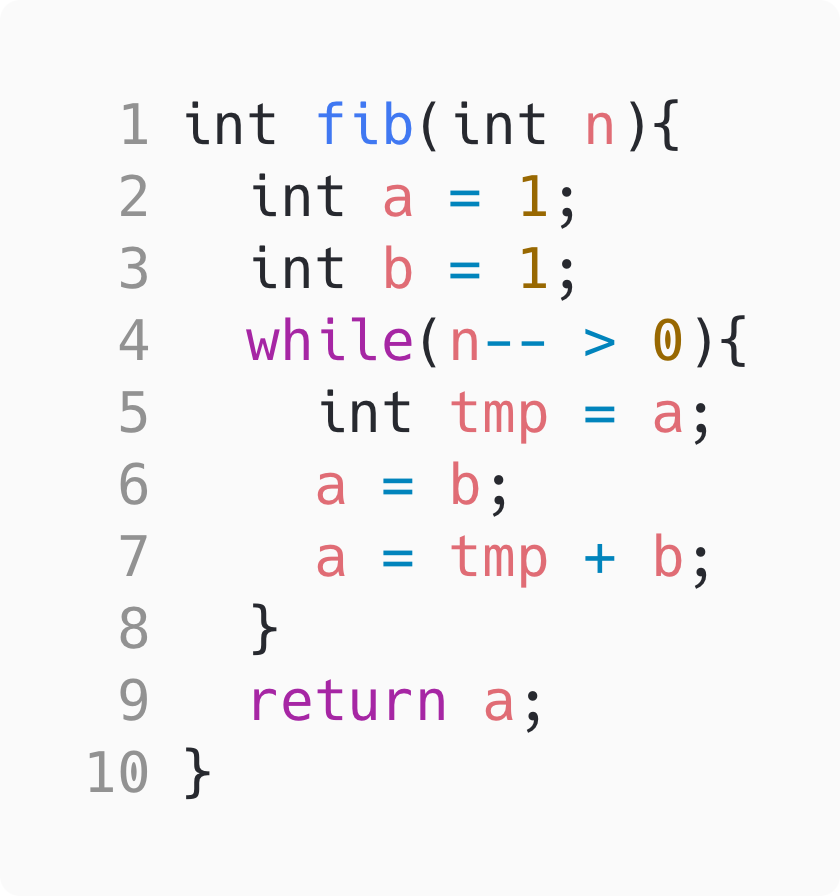 1 int fib(int n){
2   int a = 1;
3   int b = 1;
4   while(n-- > 0){
5     int tmp = a;
6     a = b;
7     a = tmp + b;
8   }
9   return a;
10 }